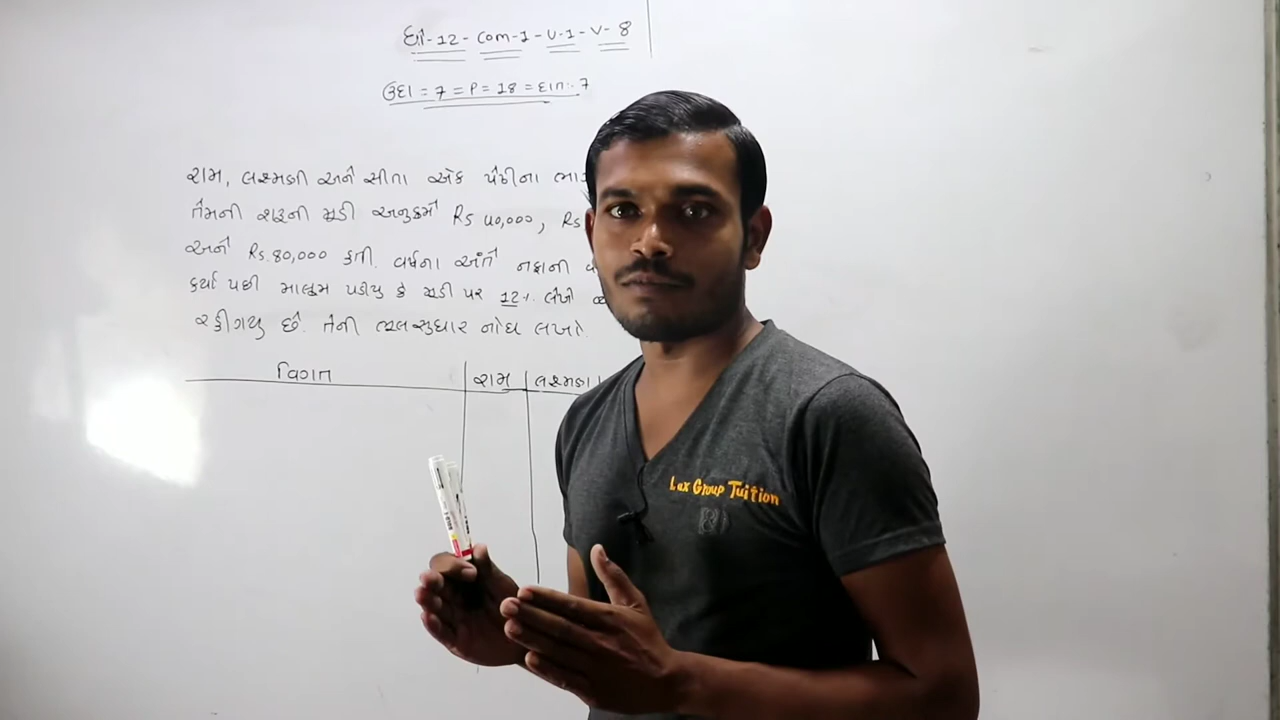 ધો-12 - Com-1 - U-1 - V- 8
ઉદા = 7 = P = 18 = દાખ- 7
રામ, લક્ષ્મણ અને સીતા એક પેઢીના
તેમની શરૂની મૂડી અનુક્રમે Rs ૫0,000, Rs
અને Rs. 80,000 હતી. વર્ષના અંતે નફાની
કર્યા પછી માલૂમ પડેયુ કે મૂડી પર 12% લેખે
રહીગયુ છે. તેની ભૂલસુધાર નોંધ લખો.
વિગત રામ લક્ષ્મણ
Lax Group Tuition